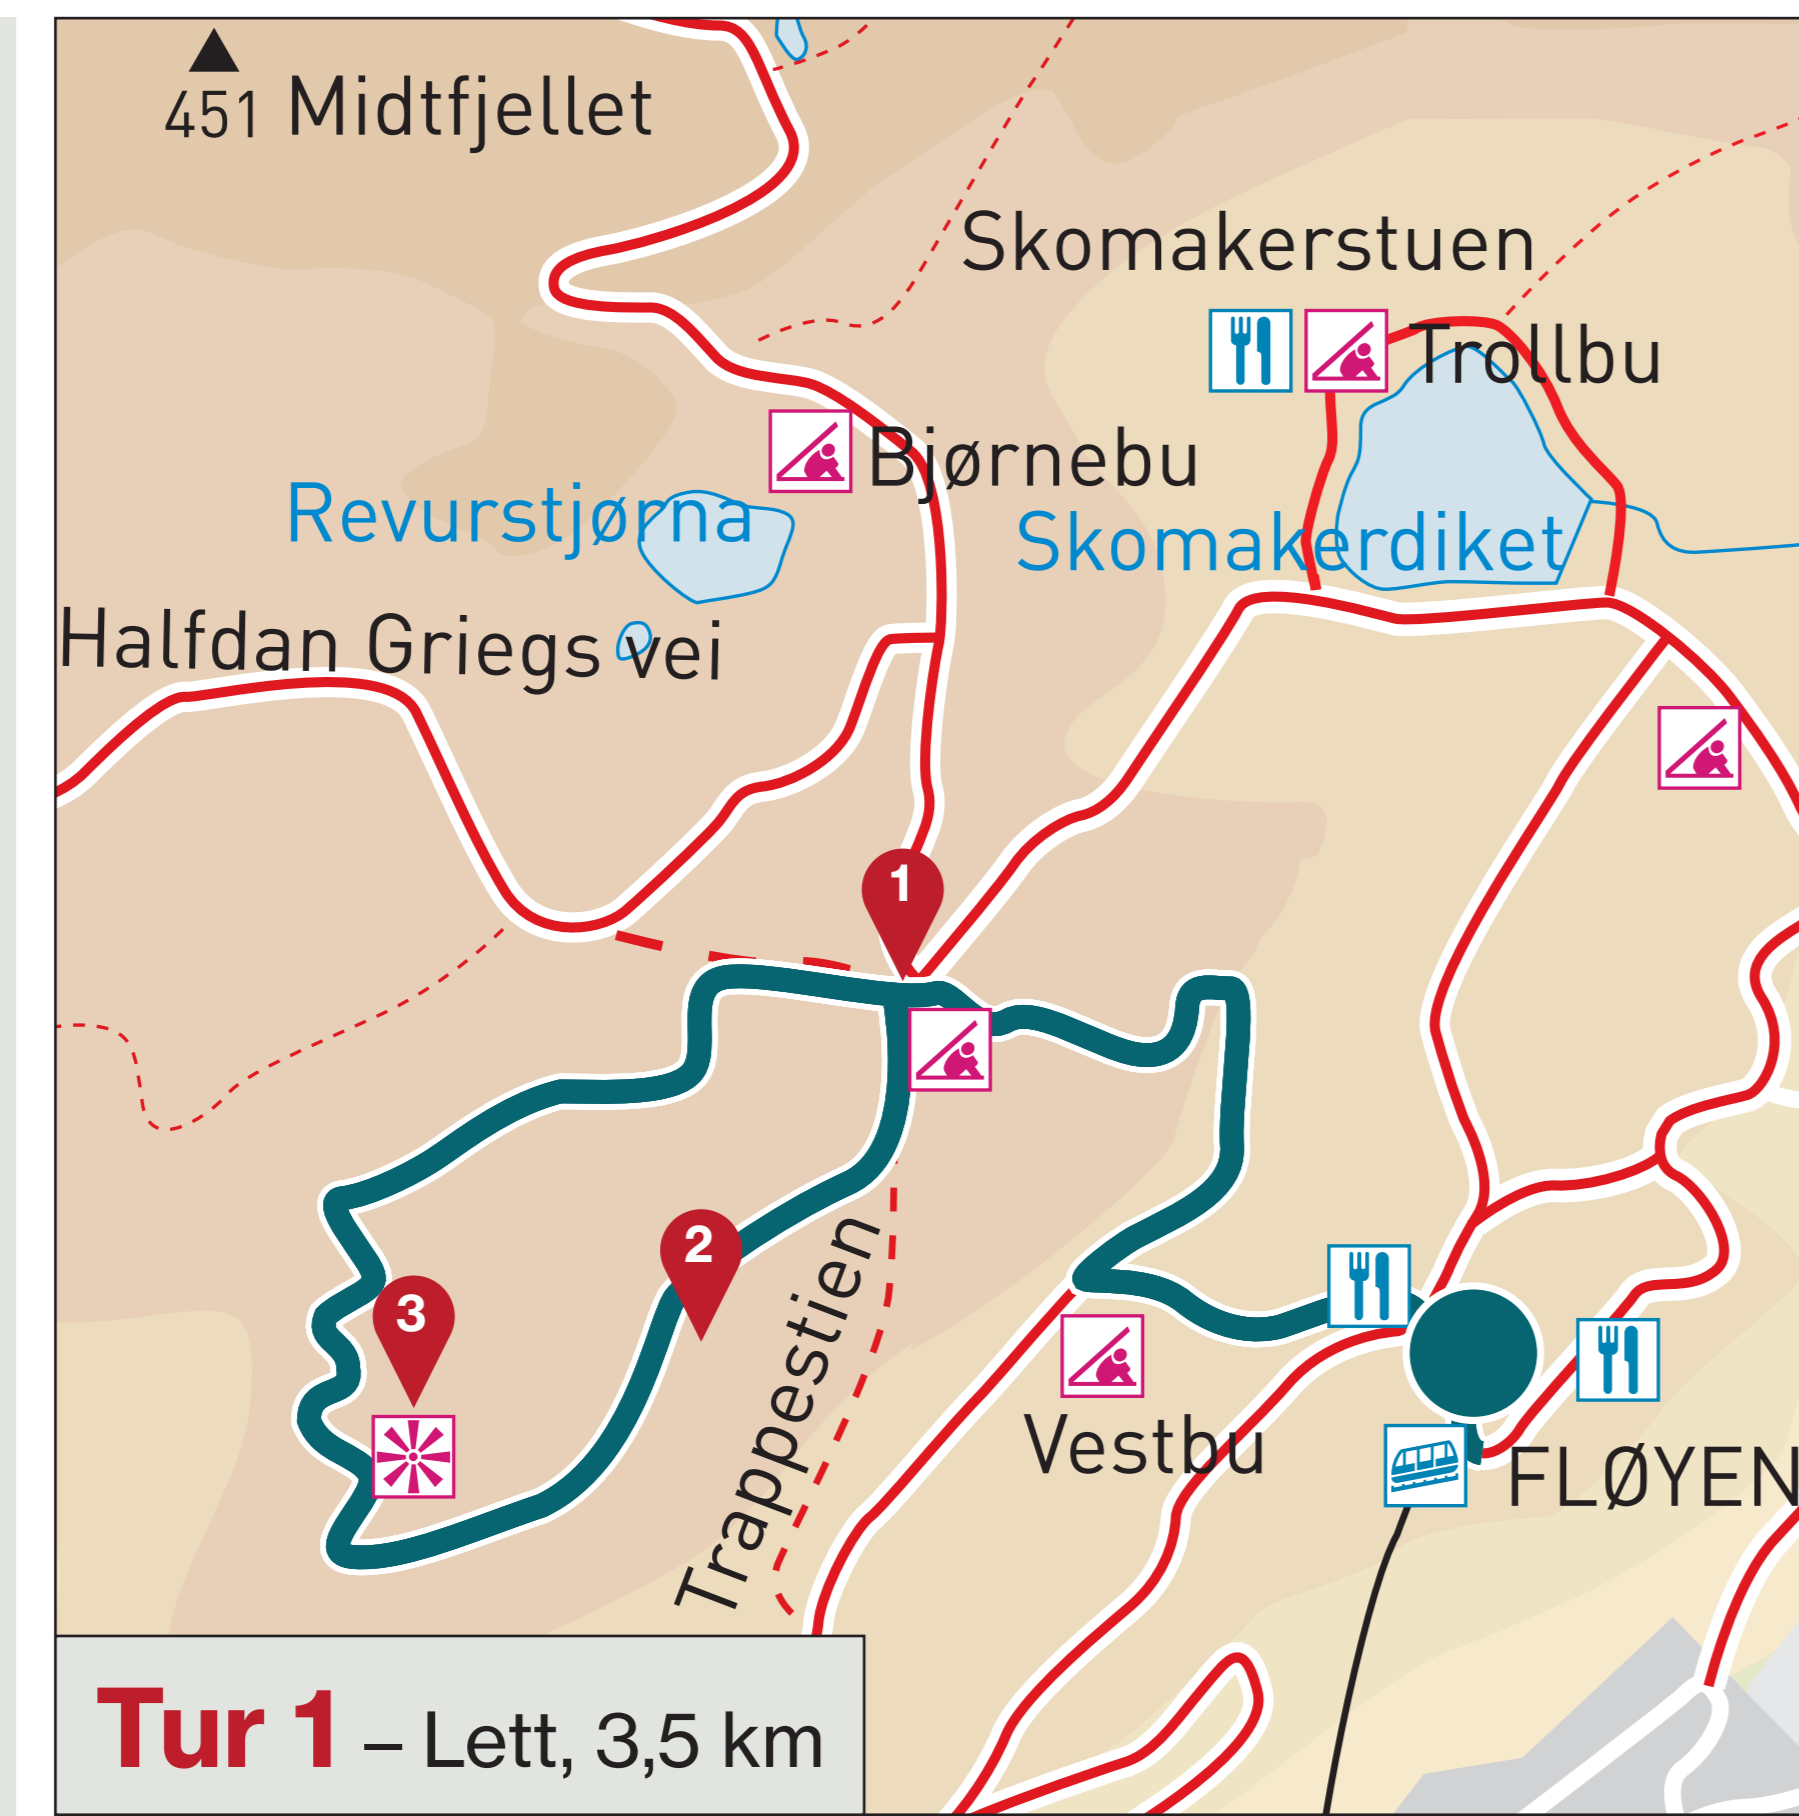 451 Midtfjellet
Skomakerstuen
Trollbu
Bjørnebu
Revurstjørna
Skomakerdiket
Halfdan Griegs vei
1
2
3
Trappestien
Vestbu
FLØYEN
Tur 1 – Lett, 3,5 km